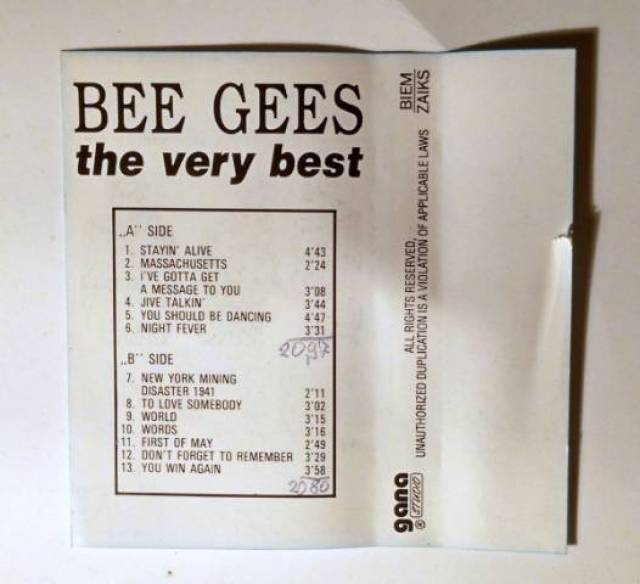 BEE GEES
the very best
„A'' SIDE
1. STAYIN' ALIVE 4'43
2. MASSACHUSETTS 2'24
3. I'VE GOTTA GET
A MESSAGE TO YOU 3'08
4. JIVE TALKIN' 3'44
5. YOU SHOULD BE DANCING 4'47
6. NIGHT FEVER 3'31
„B'' SIDE
7. NEW YORK MINING
DISASTER 1941 2'11
8. TO LOVE SOMEBODY 3'02
9. WORLD 3'15
10. WORDS 3'16
11. FIRST OF MAY 2'49
12. DON'T FORGET TO REMEMBER 3'29
13. YOU WIN AGAIN 3'58
2080
BIEM
ZAIKS
ALL RIGHTS RESERVED,
UNAUTHORIZED DUPLICATION IS A VIOLATION OF APPLICABLE LAWS
gana
® STUDIO